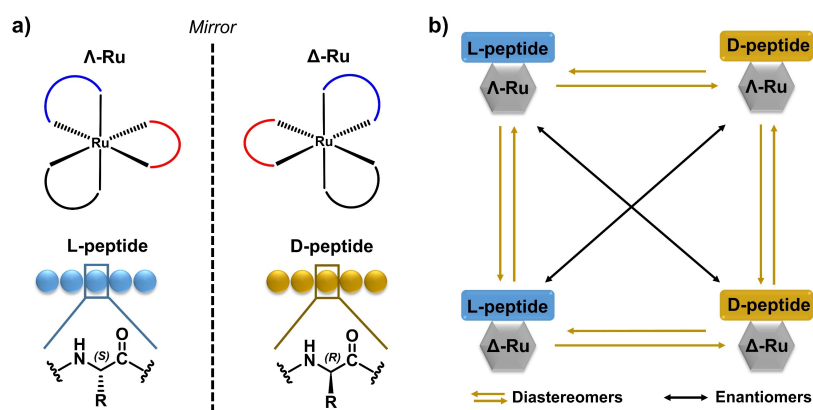 a)
Mirror
Λ-Ru
Δ-Ru
Ru
Ru
L-peptide
D-peptide
H
N
(S)
O
R
H
N
(R)
O
R
b)
L-peptide
Λ-Ru
D-peptide
Λ-Ru
L-peptide
Δ-Ru
D-peptide
Δ-Ru
Diastereomers
Enantiomers